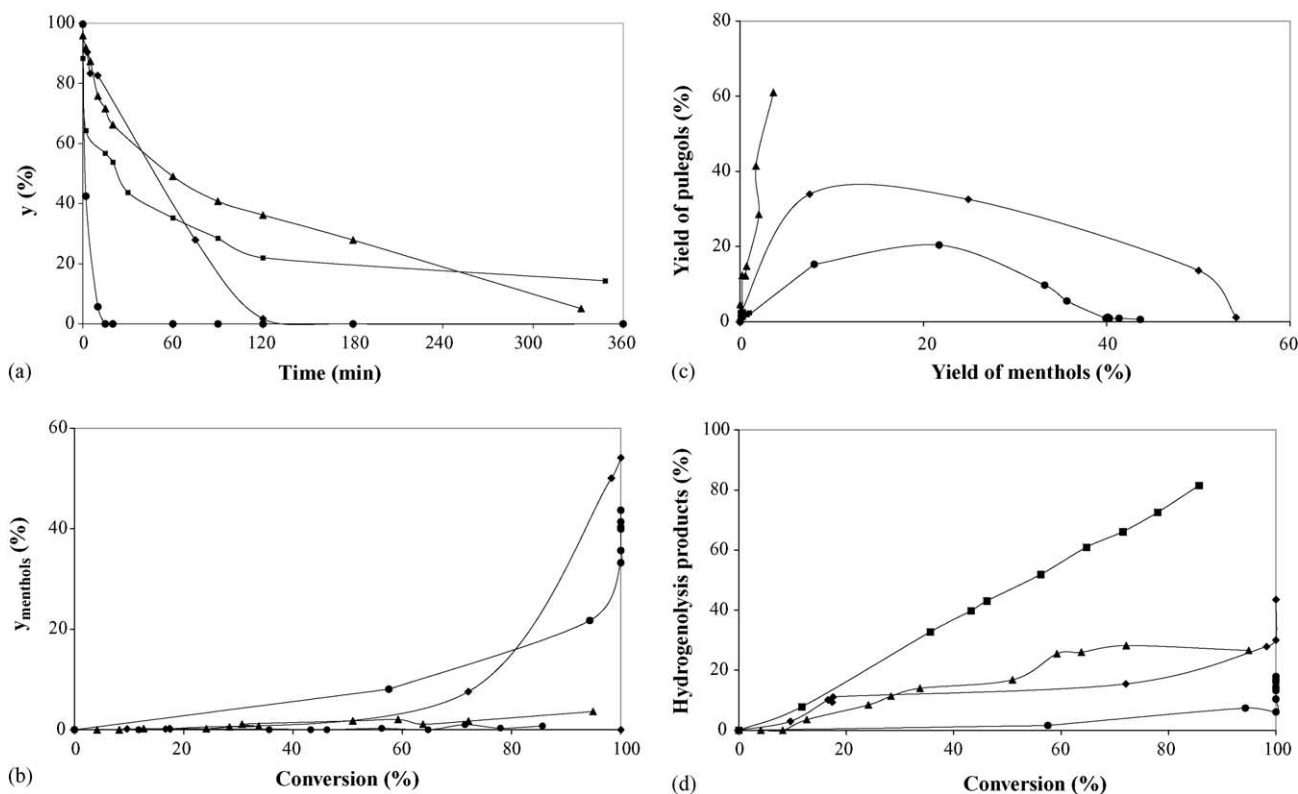 100
80
60
40
20
0
y (%)
0 60 120 180 240 300 360
Time (min)
(a)
80
60
40
20
0
Yield of pulegols (%)
0 20 40 60
Yield of menthols (%)
(c)
60
40
20
0
y menthols (%)
0 20 40 60 80 100
Conversion (%)
(b)
100
80
60
40
20
0
Hydrogenolysis products (%)
0 20 40 60 80 100
Conversion (%)
(d)